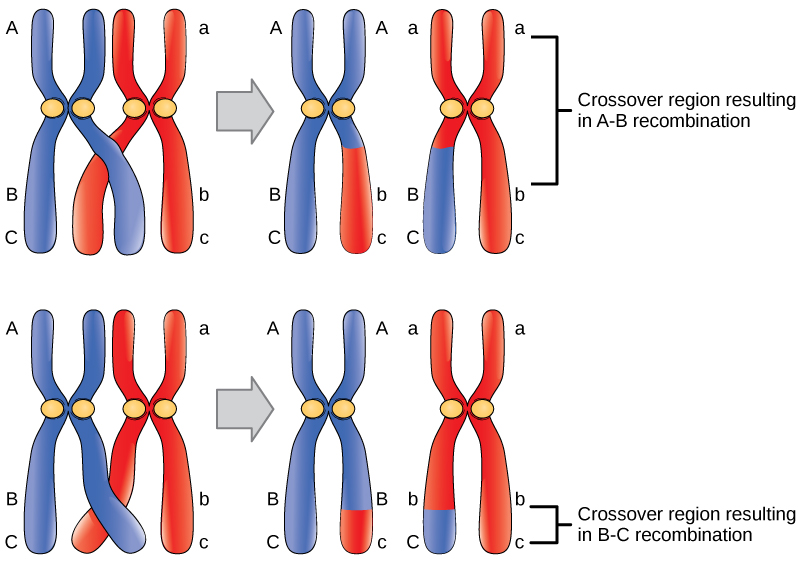 A a A A a a
Crossover region resulting
in A-B recombination
B b B b B b
C c C c C c
A a A A a a
B b B B b b
Crossover region resulting
in B-C recombination
C c C c C c